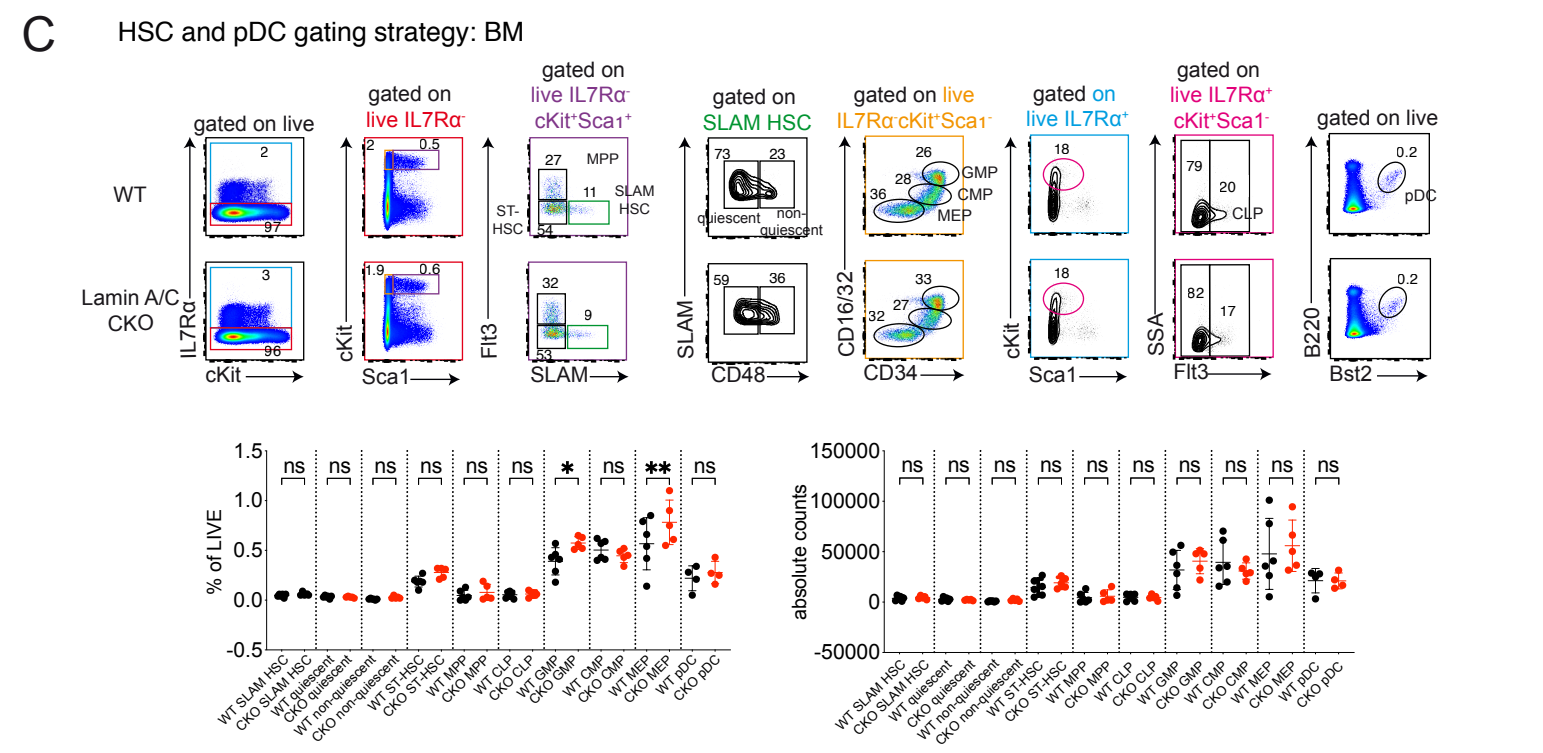 C
HSC and pDC gating strategy: BM
gated on live
gated on
live IL7Rα-
gated on
live IL7Rα-
cKit+Sca1+
gated on
SLAM HSC
gated on live
IL7Rα-cKit+Sca1-
gated on
live IL7Rα+
gated on
live IL7Rα+
cKit+Sca1-
gated on live
WT
2
97
2
0.5
27
MPP
11
SLAM
HSC
ST-
HSC
54
73
23
quiescent
non-
quiescent
26
28
36
GMP
CMP
MEP
18
79
20
CLP
0.2
pDC
Lamin A/C
CKO
3
96
1.9
0.6
32
9
53
59
36
33
27
32
18
82
17
0.2
IL7Rα
cKit
cKit
Sca1
Flt3
SLAM
SLAM
CD48
CD16/32
CD34
cKit
Sca1
SSA
Flt3
B220
Bst2
% of LIVE
1.5
1.0
0.5
0.0
-0.5
ns
ns
ns
ns
ns
ns
*
ns
**
ns
WT SLAM HSC
CKO SLAM HSC
WT quiescent
CKO quiescent
WT non-quiescent
CKO non-quiescent
WT ST-HSC
CKO ST-HSC
WT MPP
CKO MPP
WT CLP
CKO CLP
WT GMP
CKO GMP
WT CMP
CKO CMP
WT MEP
CKO MEP
WT pDC
CKO pDC
absolute counts
150000
100000
50000
0
-50000
ns
ns
ns
ns
ns
ns
ns
ns
ns
ns
WT SLAM HSC
CKO SLAM HSC
WT quiescent
CKO quiescent
WT non-quiescent
CKO non-quiescent
WT ST-HSC
CKO ST-HSC
WT MPP
CKO MPP
WT CLP
CKO CLP
WT GMP
CKO GMP
WT CMP
CKO CMP
WT MEP
CKO MEP
WT pDC
CKO pDC